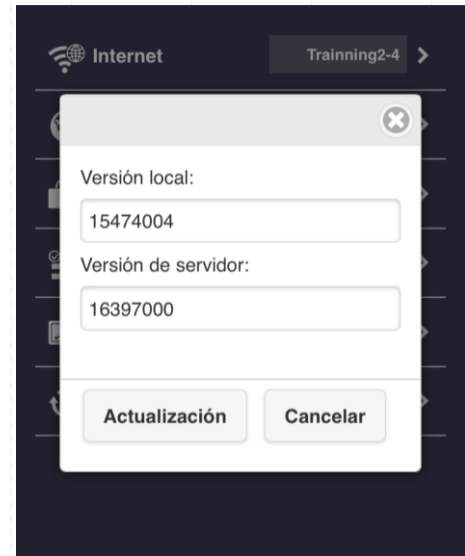 Internet
Trainning2-4
Versión local:
15474004
Versión de servidor:
16397000
Actualización
Cancelar